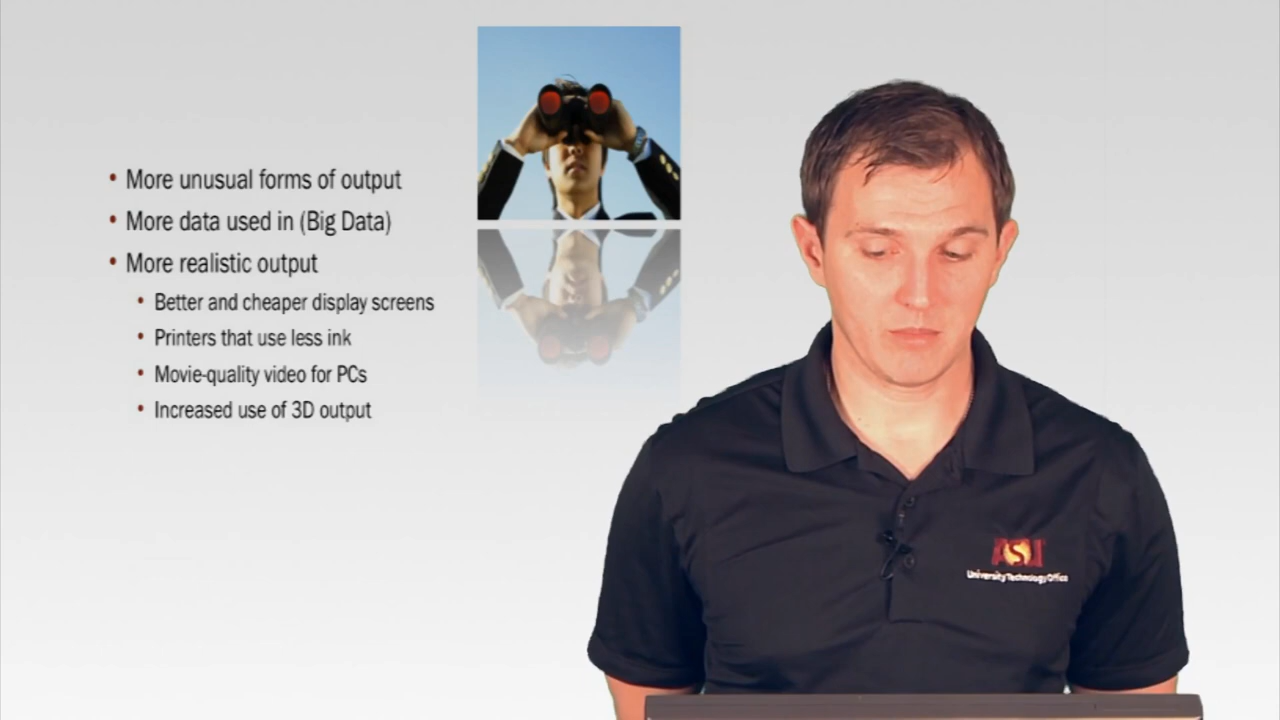 • More unusual forms of output
• More data used in (Big Data)
• More realistic output
• Better and cheaper display screens
• Printers that use less ink
• Movie-quality video for PCs
• Increased use of 3D output
ASU
University Technology Office